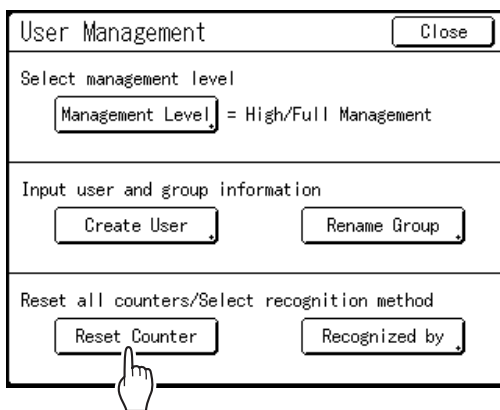 User Management Close
Select management level
Management Level = High/Full Management
Input user and group information
Create User Rename Group
Reset all counters/Select recognition method
Reset Counter Recognized by